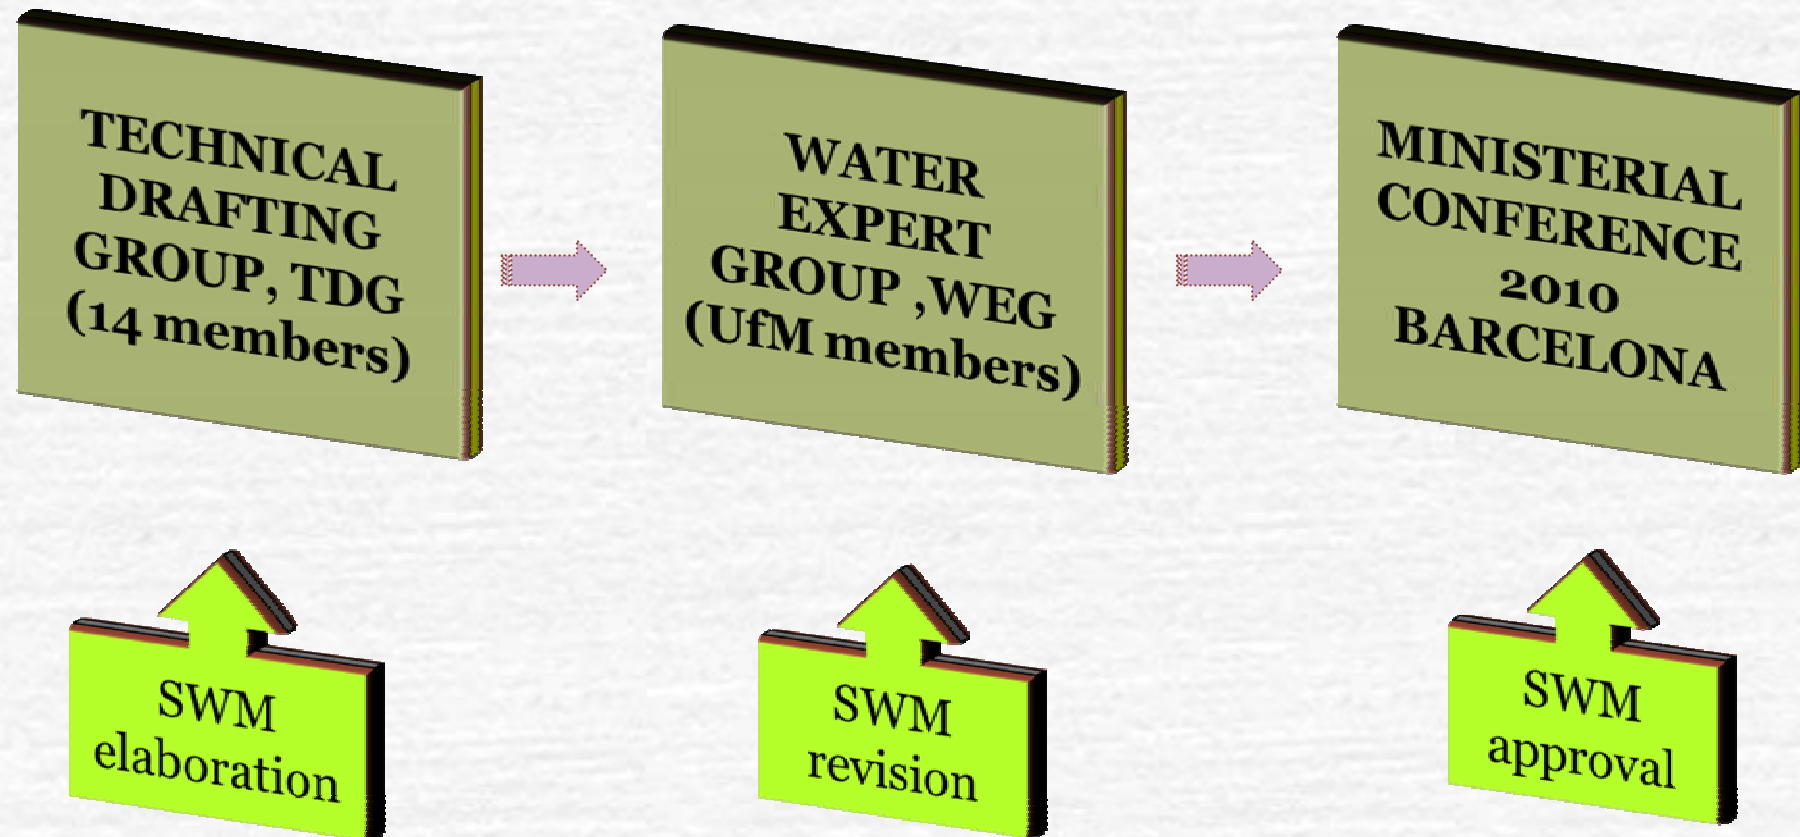 TECHNICAL
DRAFTING
GROUP, TDG
(14 members)
WATER
EXPERT
GROUP ,WEG
(UfM members)
MINISTERIAL
CONFERENCE
2010
BARCELONA
SWM
elaboration
SWM
revision
SWM
approval